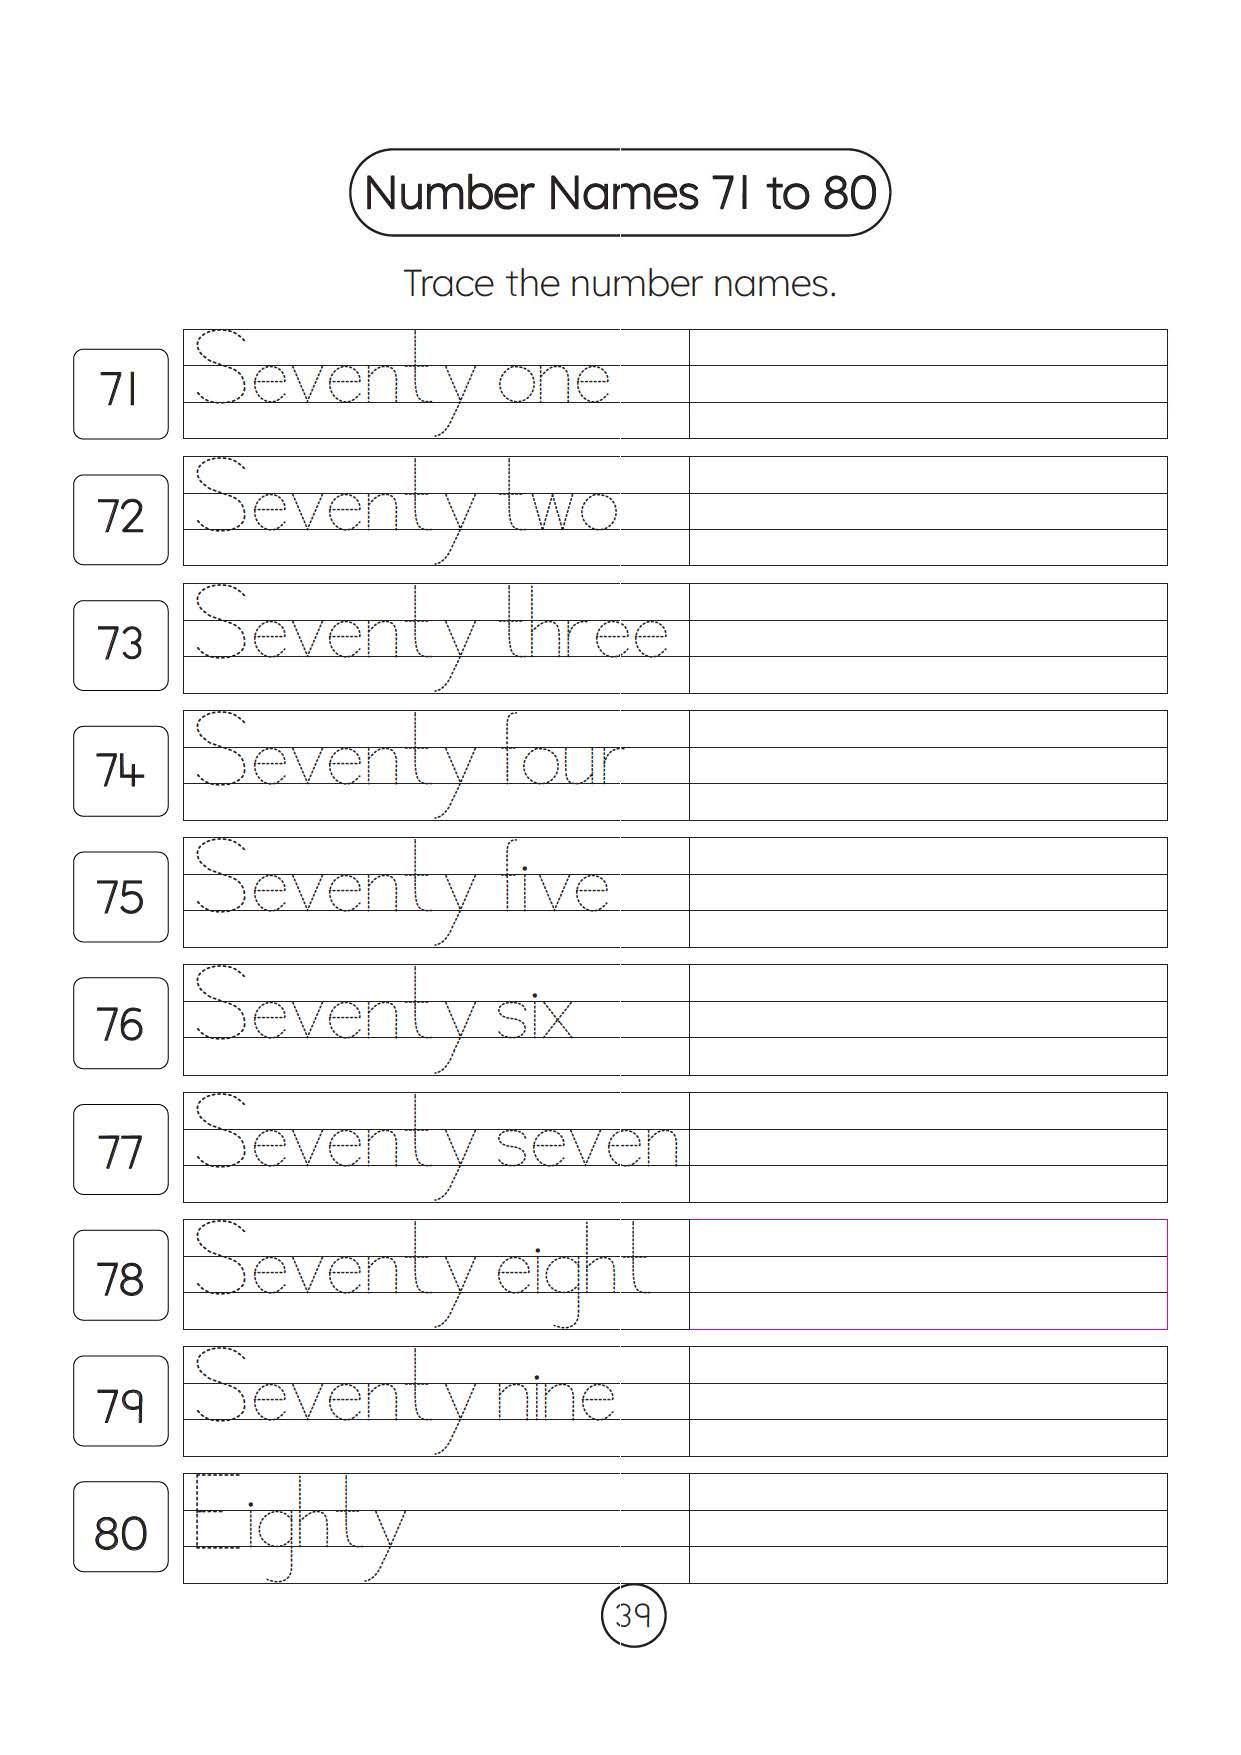 Number Names 71 to 80
Trace the number names.
71 Seventy one
72 Seventy two
73 Seventy three
74 Seventy four
75 Seventy five
76 Seventy six
77 Seventy seven
78 Seventy eight
79 Seventy nine
80 Eighty
39